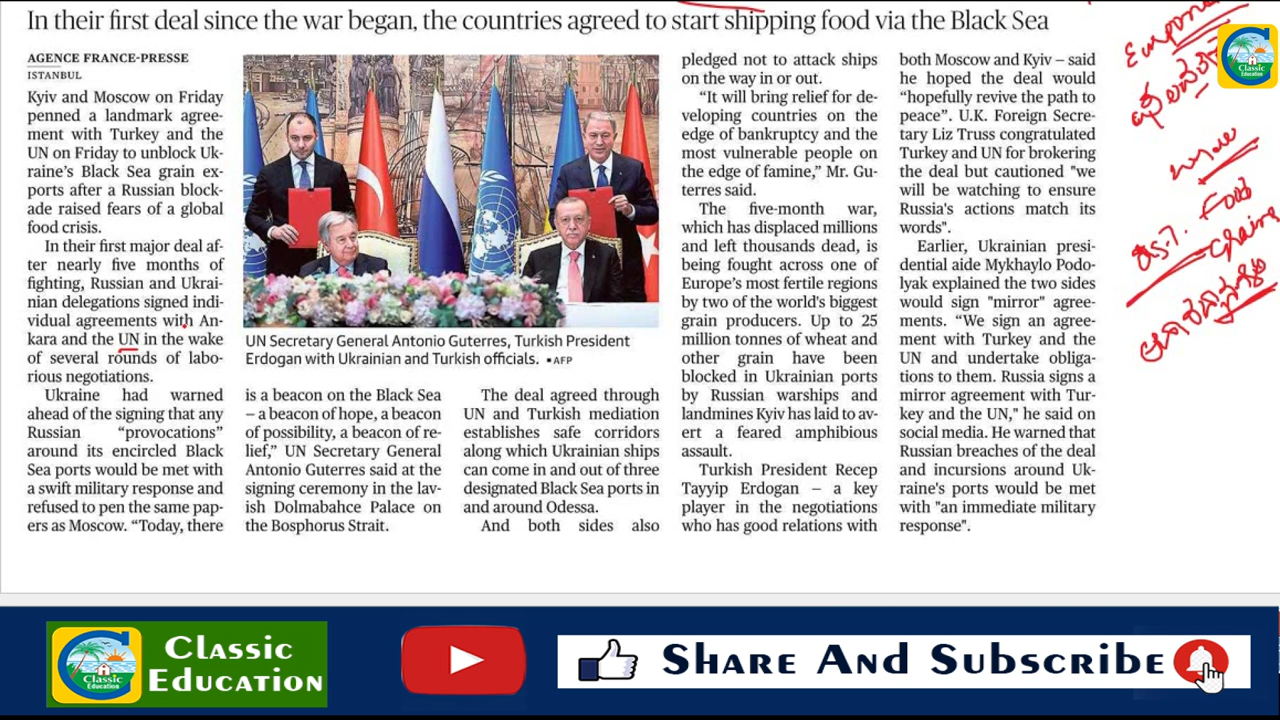 In their first deal since the war began, the countries agreed to start shipping food via the Black Sea
AGENCE FRANCE-PRESSE
ISTANBUL
Kyiv and Moscow on Friday
penned a landmark agree-
ment with Turkey and the
UN on Friday to unblock Uk-
raine's Black Sea grain ex-
ports after a Russian block-
ade raised fears of a global
food crisis.
In their first major deal af-
ter nearly five months of
fighting, Russian and Ukrai-
nian delegations signed indi-
vidual agreements with An-
kara and the UN in the wake
of several rounds of labo-
rious negotiations.
Ukraine had warned
ahead of the signing that any
Russian "provocations"
around its encircled Black
Sea ports would be met with
a swift military response and
refused to pen the same pap-
ers as Moscow. "Today, there
UN Secretary General Antonio Guterres, Turkish President
Erdogan with Ukrainian and Turkish officials. ▪AFP
is a beacon on the Black Sea
– a beacon of hope, a beacon
of possibility, a beacon of re-
lief," UN Secretary General
Antonio Guterres said at the
signing ceremony in the lav-
ish Dolmabahce Palace on
the Bosphorus Strait.
The deal agreed through
UN and Turkish mediation
establishes safe corridors
along which Ukrainian ships
can come in and out of three
designated Black Sea ports in
and around Odessa.
And both sides also
pledged not to attack ships
on the way in or out.
"It will bring relief for de-
veloping countries on the
edge of bankruptcy and the
most vulnerable people on
the edge of famine," Mr. Gu-
terres said.
The five-month war,
which has displaced millions
and left thousands dead, is
being fought across one of
Europe's most fertile regions
by two of the world's biggest
grain producers. Up to 25
million tonnes of wheat and
other grain have been
blocked in Ukrainian ports
by Russian warships and
landmines Kyiv has laid to av-
ert a feared amphibious
assault.
Turkish President Recep
Tayyip Erdogan – a key
player in the negotiations
who has good relations with
both Moscow and Kyiv – said
he hoped the deal would
"hopefully revive the path to
peace". U.K. Foreign Secre-
tary Liz Truss congratulated
Turkey and UN for brokering
the deal but cautioned "we
will be watching to ensure
Russia's actions match its
words".
Earlier, Ukrainian presi-
dential aide Mykhaylo Podo-
lyak explained the two sides
would sign "mirror" agree-
ments. "We sign an agree-
ment with Turkey and the
UN and undertake obliga-
tions to them. Russia signs a
mirror agreement with Tur-
key and the UN," he said on
social media. He warned that
Russian breaches of the deal
and incursions around Uk-
raine's ports would be met
with "an immediate military
response".
Food
Grains
Classic
Education
Classic
Education
Classic
Education
Share And Subscribe